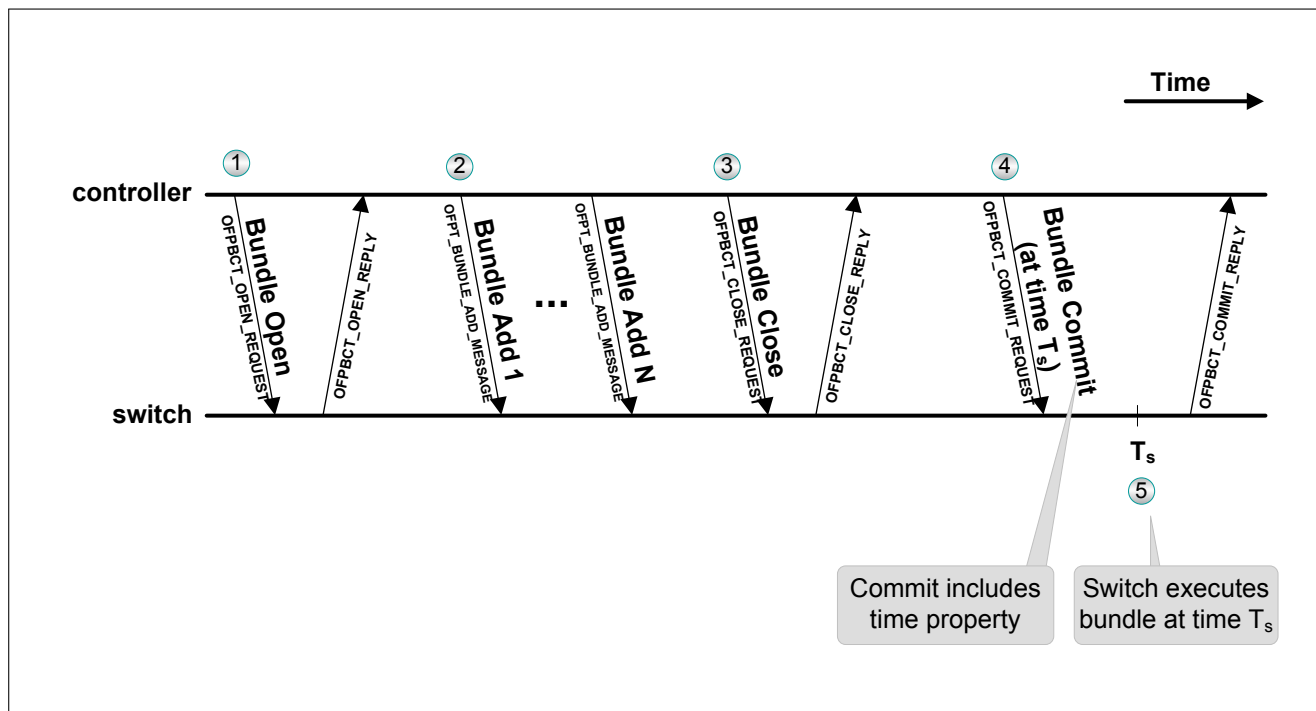 Time
1
2
3
4
controller
Bundle Open
OFPBCT_OPEN_REQUEST
OFPBCT_OPEN_REPLY
Bundle Add 1
OFPT_BUNDLE_ADD_MESSAGE
...
Bundle Add N
OFPT_BUNDLE_ADD_MESSAGE
Bundle Close
OFPBCT_CLOSE_REQUEST
OFPBCT_CLOSE_REPLY
Bundle Commit
(at time Ts)
OFPBCT_COMMIT_REQUEST
OFPBCT_COMMIT_REPLY
switch
Ts
5
Commit includes
time property
Switch executes
bundle at time Ts